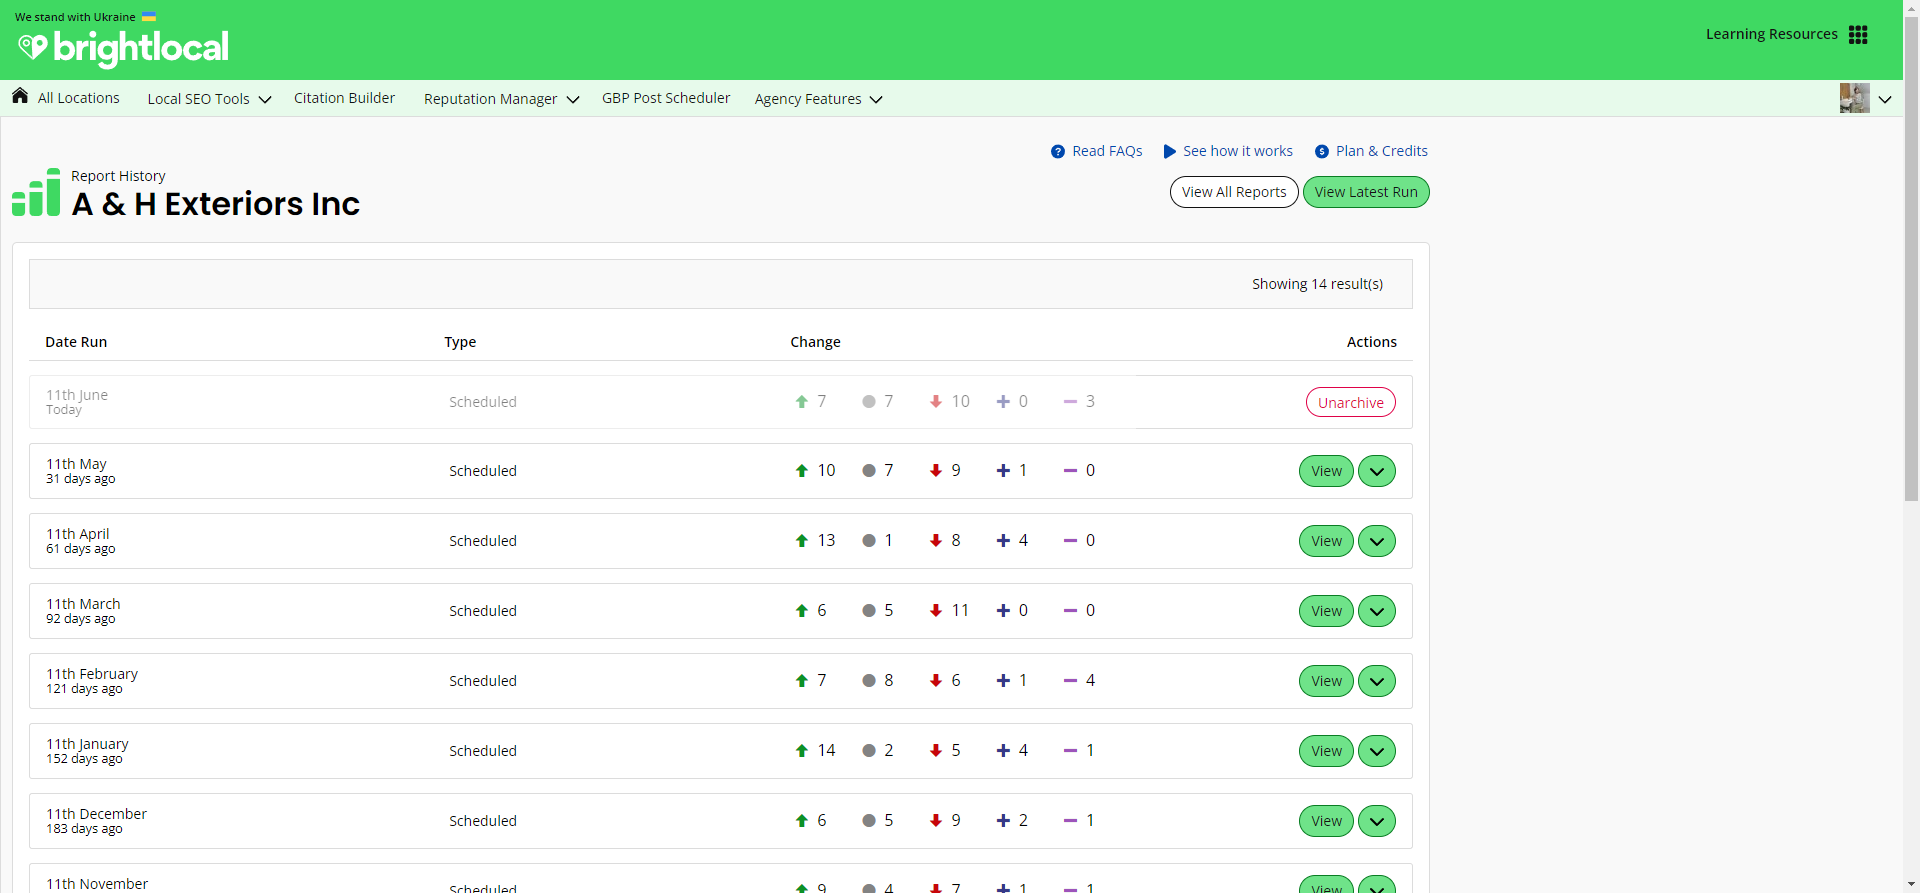 We stand with Ukraine
brightlocal
Learning Resources
All Locations
Local SEO Tools
Citation Builder
Reputation Manager
GBP Post Scheduler
Agency Features
Read FAQs
See how it works
Plan & Credits
Report History
A & H Exteriors Inc
View All Reports
View Latest Run
Showing 14 result(s)
Date Run Type Change Actions
11th June
Today
Scheduled 7 7 10 0 3 Unarchive
11th May
31 days ago
Scheduled 10 7 9 1 0 View
11th April
61 days ago
Scheduled 13 1 8 4 0 View
11th March
92 days ago
Scheduled 6 5 11 0 0 View
11th February
121 days ago
Scheduled 7 8 6 1 4 View
11th January
152 days ago
Scheduled 14 2 5 4 1 View
11th December
183 days ago
Scheduled 6 5 9 2 1 View
11th November
Scheduled 9 4 7 1 1 View